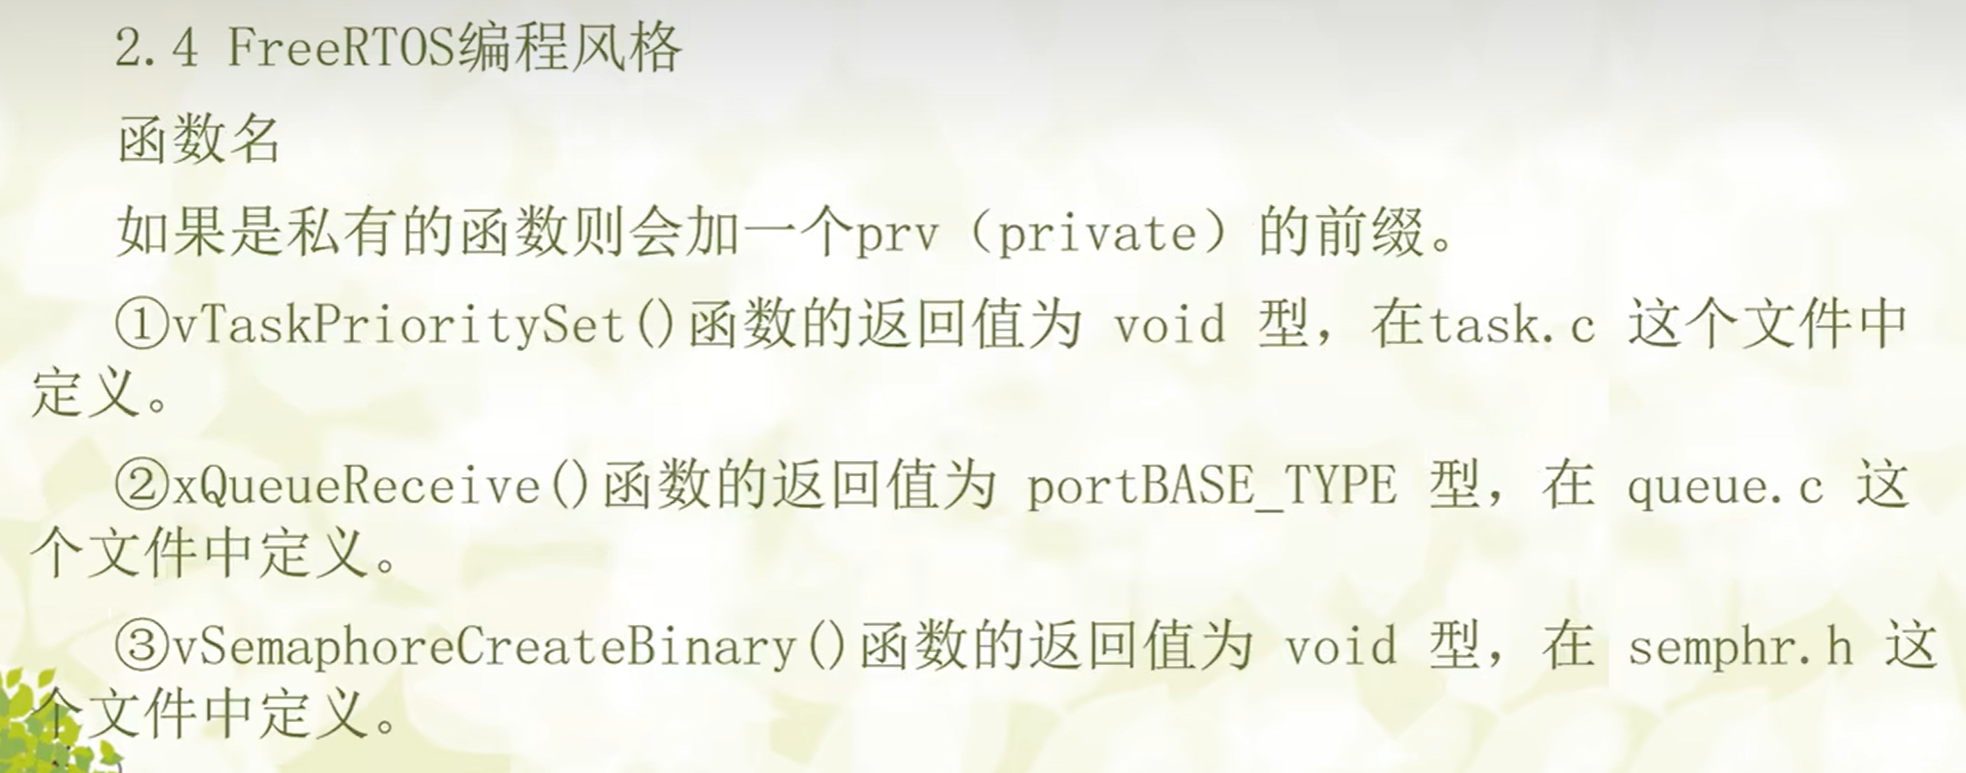 2.4 FreeRTOS编程风格
函数名
如果是私有的函数则会加一个prv（private）的前缀。
①vTaskPrioritySet()函数的返回值为 void 型，在task.c 这个文件中
定义。
②xQueueReceive()函数的返回值为 portBASE_TYPE 型，在 queue.c 这
个文件中定义。
③vSemaphoreCreateBinary()函数的返回值为 void 型，在 semphr.h 这
个文件中定义。